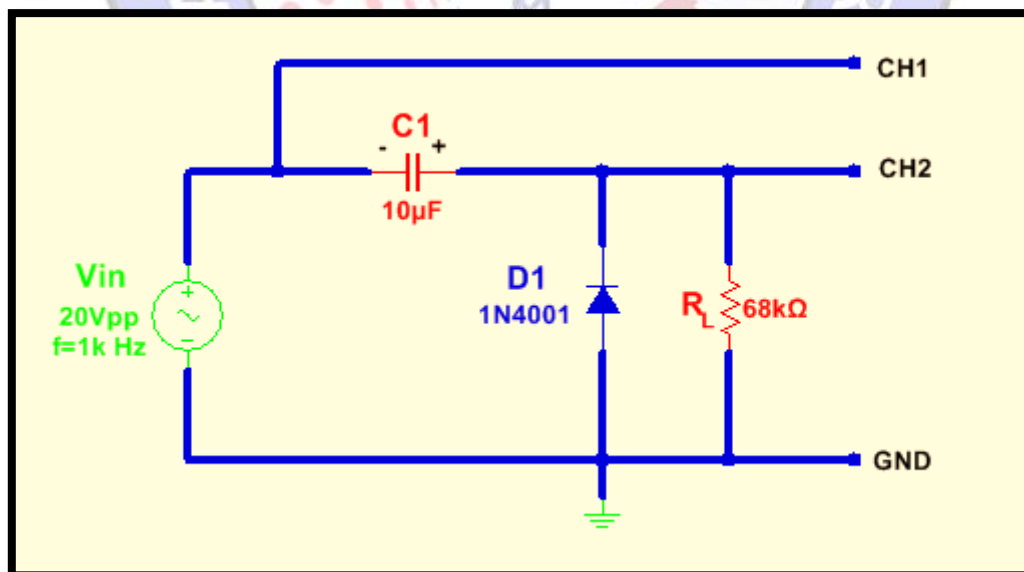 CH1
C1
- +
CH2
10µF
Vin
+
20Vpp
f=1k Hz
D1
1N4001
RL 68kΩ
GND